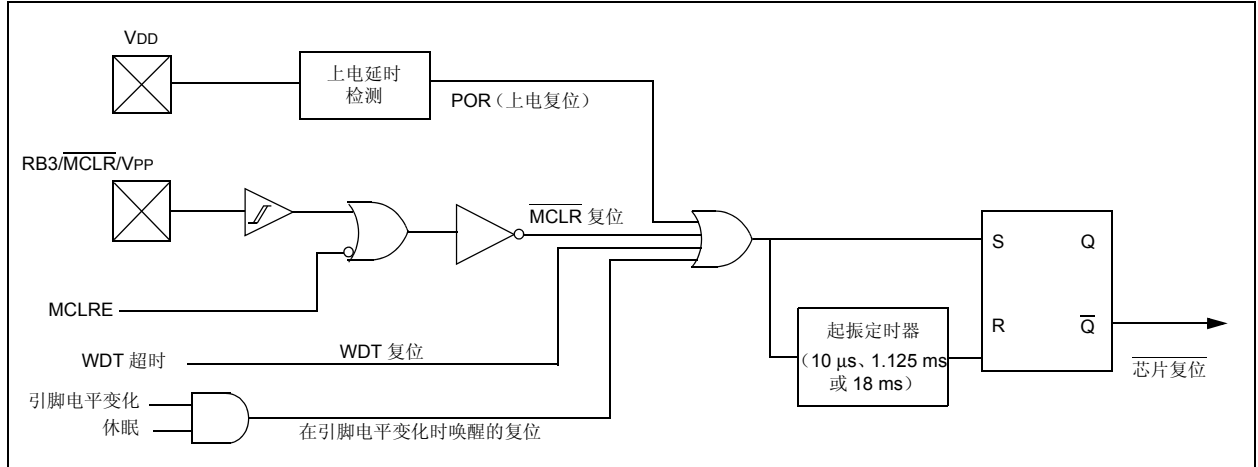 VDD
上电延时
检测
POR（上电复位）
RB3/MCLR/VPP
MCLR 复位
S
Q
MCLRE
R
Q
起振定时器
（10 µs、1.125 ms
或 18 ms）
WDT 超时
WDT 复位
芯片复位
引脚电平变化
休眠
在引脚电平变化时唤醒的复位